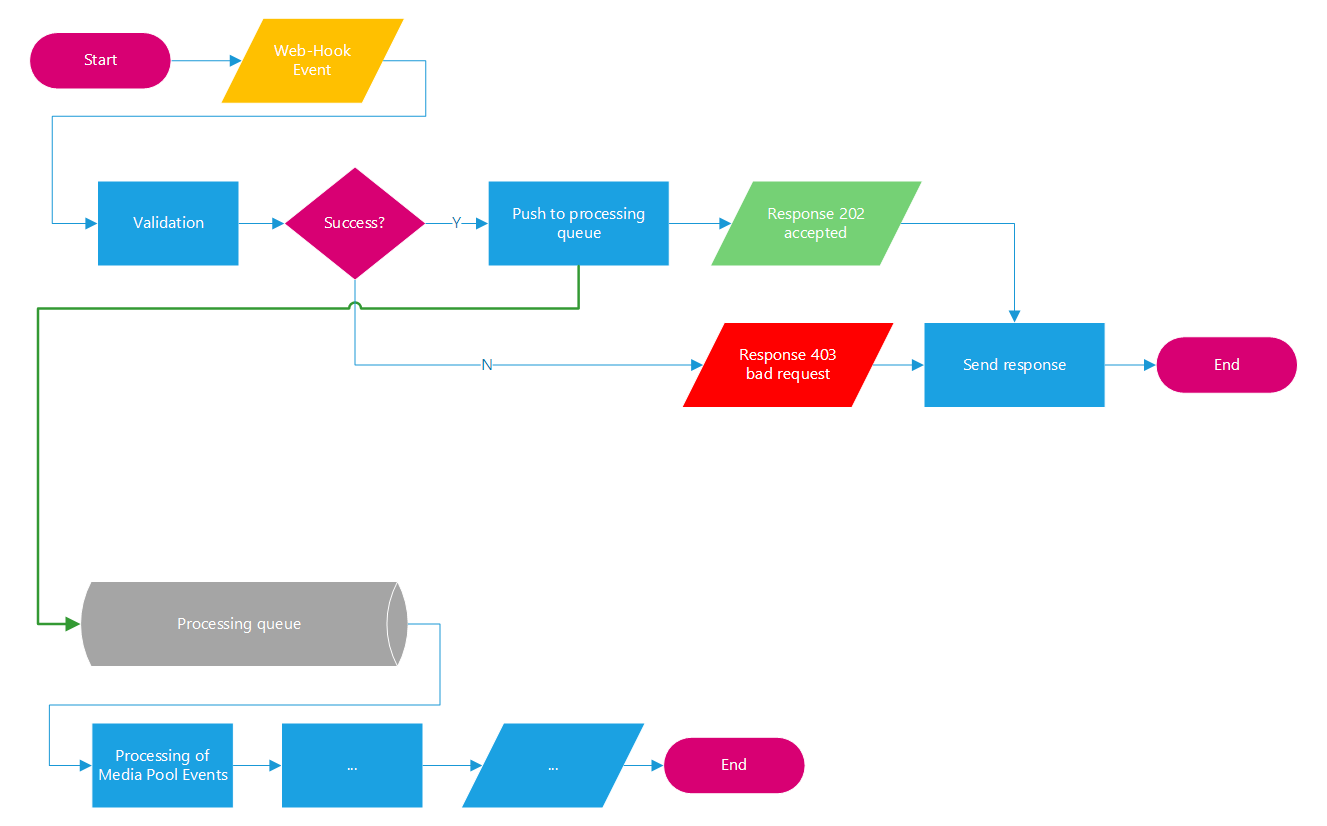 Start
Web-Hook
Event
Validation
Success?
Y
Push to processing
queue
Response 202
accepted
N
Response 403
bad request
Send response
End
Processing queue
Processing of
Media Pool Events
...
...
End